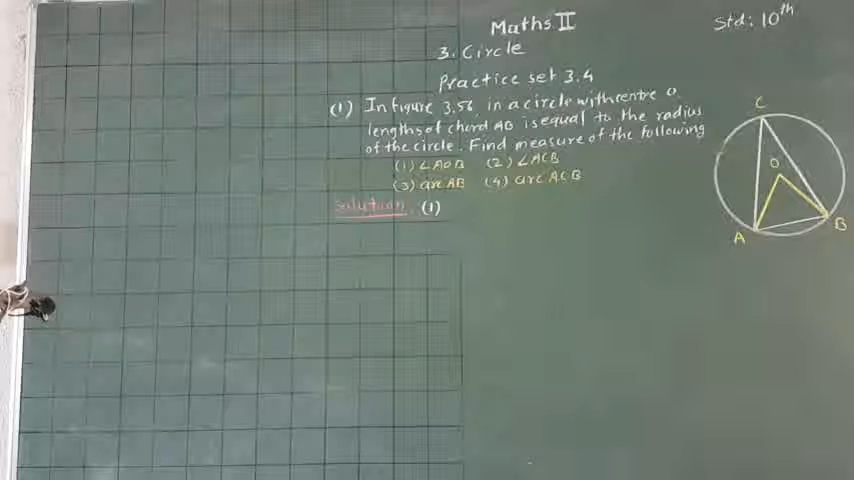 Maths II
Std: 10th
3. Circle
Practice set 3.4
(1) In figure 3.56 in a circle with centre O.
lengths of chord AB is equal to the radius
of the circle. Find measure of the following
(1) ∠AOB (2) ∠ACB
(3) arc AB (4) arc ACB
Solution (1)
C
O
A
B